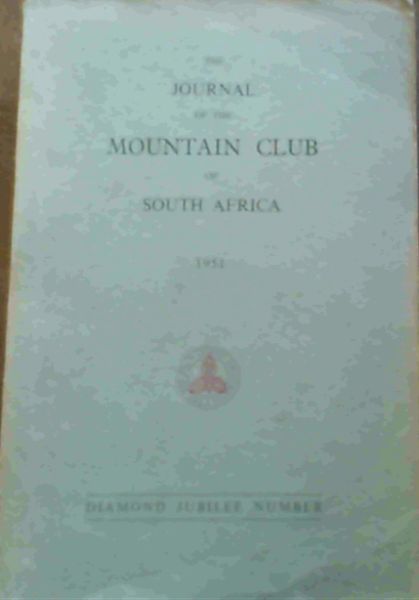 THE
JOURNAL
OF THE
MOUNTAIN CLUB
OF
SOUTH AFRICA
1951
DIAMOND JUBILEE NUMBER